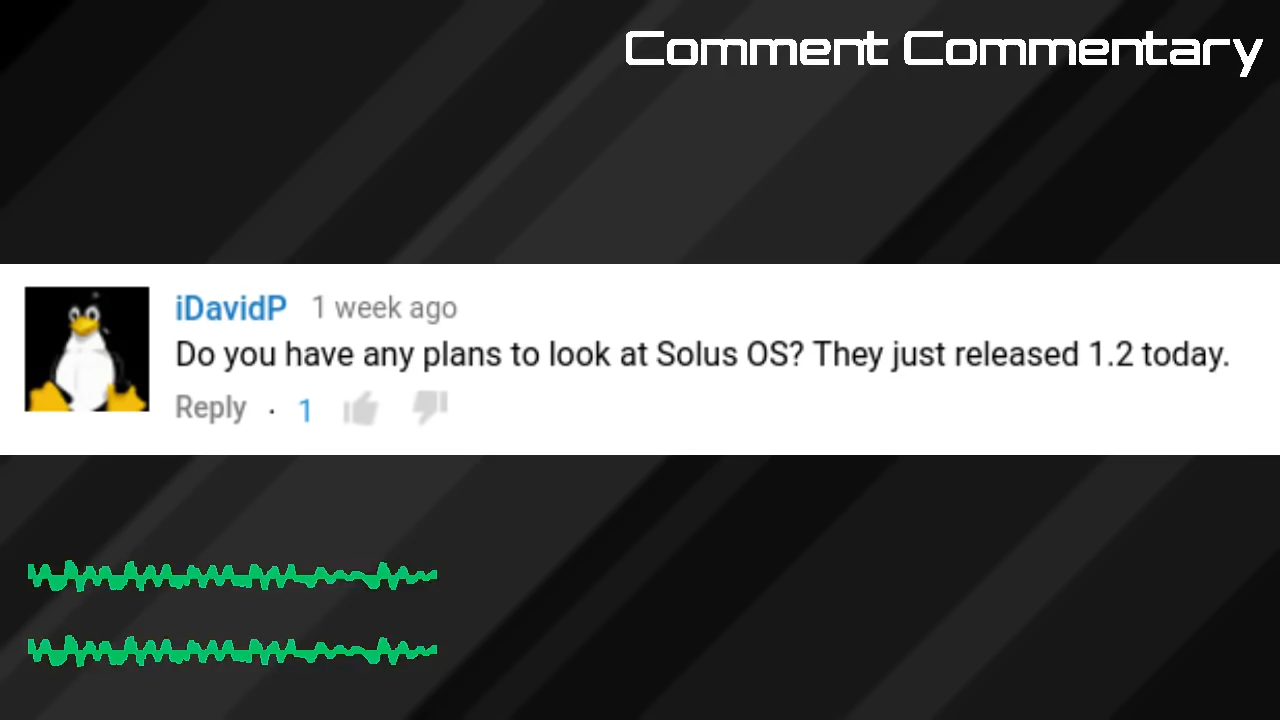 Comment Commentary
iDavidP 1 week ago
Do you have any plans to look at Solus OS? They just released 1.2 today.
Reply · 1